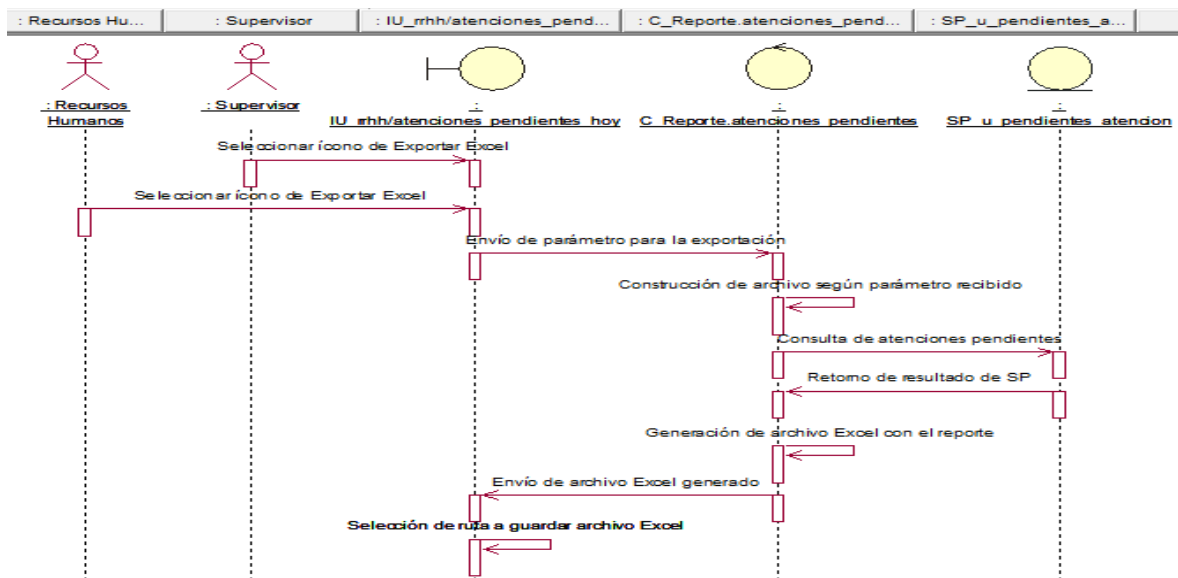 : Recursos Hu...
: Supervisor
: IU_rrhh/atenciones_pend...
: C_Reporte.atenciones_pend...
: SP_u_pendientes_a...
: Recursos
Humanos
: Supervisor
:
IU_rrhh/atenciones_pendientes_hoy
:
C_Reporte.atenciones_pendientes
:
SP_u_pendientes_atencion
Seleccionar ícono de Exportar Excel
Seleccionar ícono de Exportar Excel
Envío de parámetro para la exportación
Construcción de archivo según parámetro recibido
Consulta de atenciones pendientes
Retorno de resultado de SP
Generación de archivo Excel con el reporte
Envío de archivo Excel generado
Selección de ruta a guardar archivo Excel